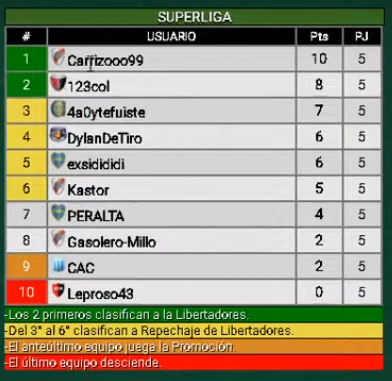 SUPERLIGA
# USUARIO Pts PJ
1 Carrizooo99 10 5
2 123col 8 5
3 4a0ytefuiste 7 5
4 DylanDeTiro 6 5
5 exsidididi 6 5
6 Kastor 5 5
7 PERALTA 4 5
8 Gasolero-Millo 2 5
9 CAC 2 5
10 Leproso43 0 5
-Los 2 primeros clasifican a la Libertadores.
-Del 3° al 6° clasifican a Repechaje de Libertadores.
-El anteúltimo equipo juega la Promoción.
-El último equipo desciende.